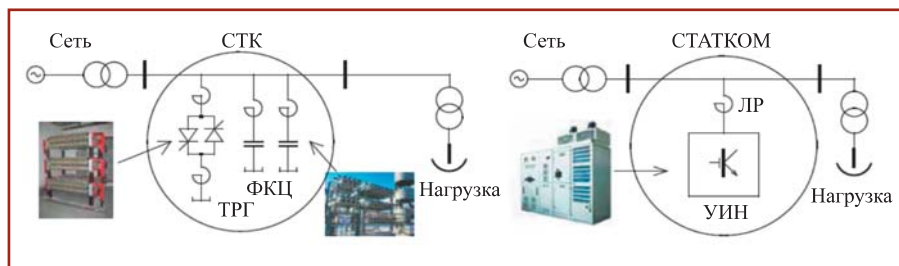 Сеть
СТК
ТРГ
ФКЦ
Нагрузка
Сеть
СТАТКОМ
ЛР
УИН
Нагрузка